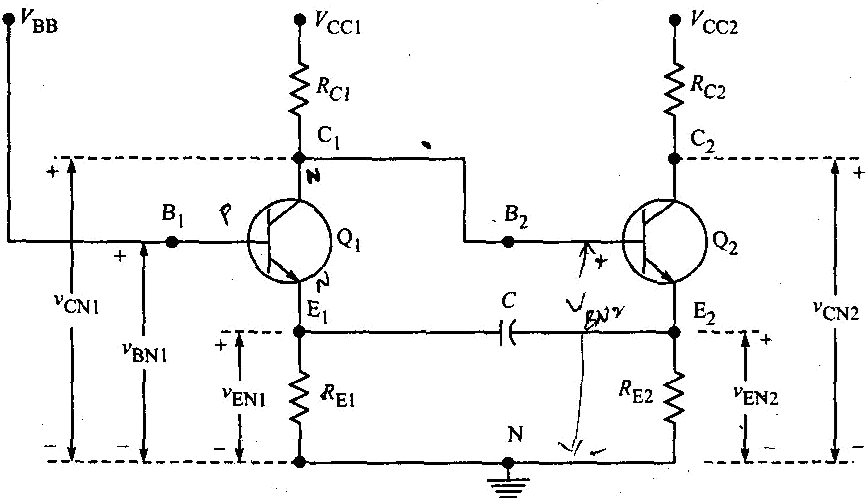 V_BB
V_CC1
V_CC2
R_C1
R_C2
C_1
C_2
+
+
N
B_1
P
B_2
Q_1
Q_2
+
+
N
v_CN1
E_1
C
V_BN2
E_2
v_CN2
v_BN1
+
+
v_EN1
R_E1
R_E2
v_EN2
N
− − − − − −